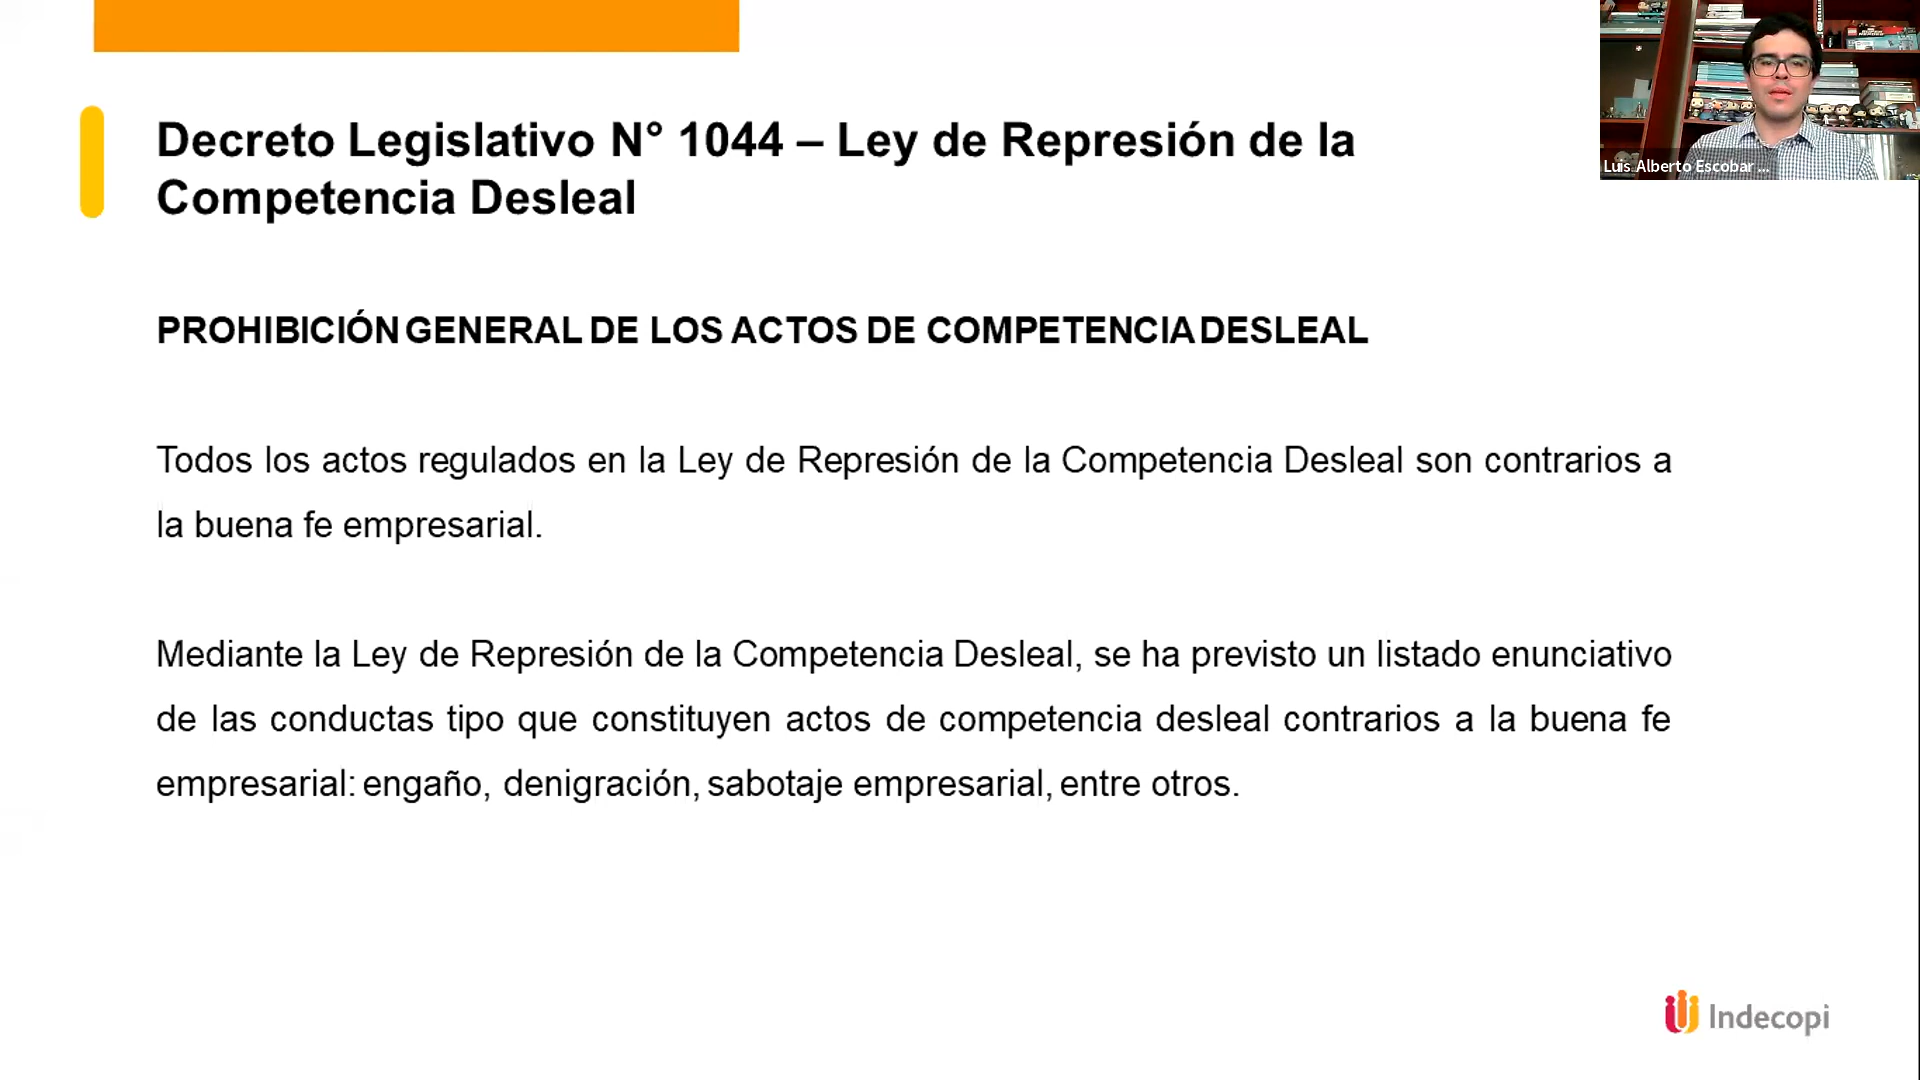 Decreto Legislativo N° 1044 – Ley de Represión de la
Competencia Desleal
Luis Alberto Escobar ...
PROHIBICIÓN GENERAL DE LOS ACTOS DE COMPETENCIA DESLEAL
Todos los actos regulados en la Ley de Represión de la Competencia Desleal son contrarios a
la buena fe empresarial.
Mediante la Ley de Represión de la Competencia Desleal, se ha previsto un listado enunciativo
de las conductas tipo que constituyen actos de competencia desleal contrarios a la buena fe
empresarial: engaño, denigración, sabotaje empresarial, entre otros.
Indecopi